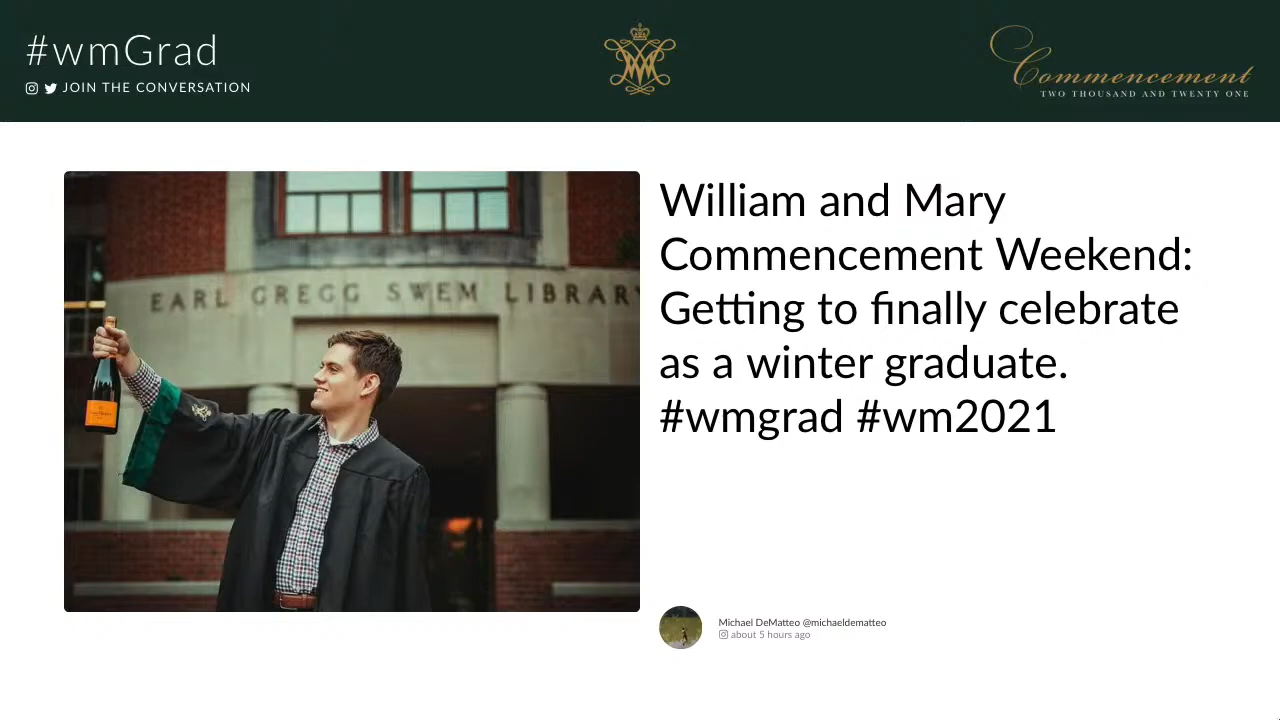 #wmGrad
JOIN THE CONVERSATION
Commencement
TWO THOUSAND AND TWENTY ONE
EARL GREGG SWEM LIBRARY
William and Mary
Commencement Weekend:
Getting to finally celebrate
as a winter graduate.
#wmgrad #wm2021
Michael DeMatteo @michaeldematteo
about 5 hours ago